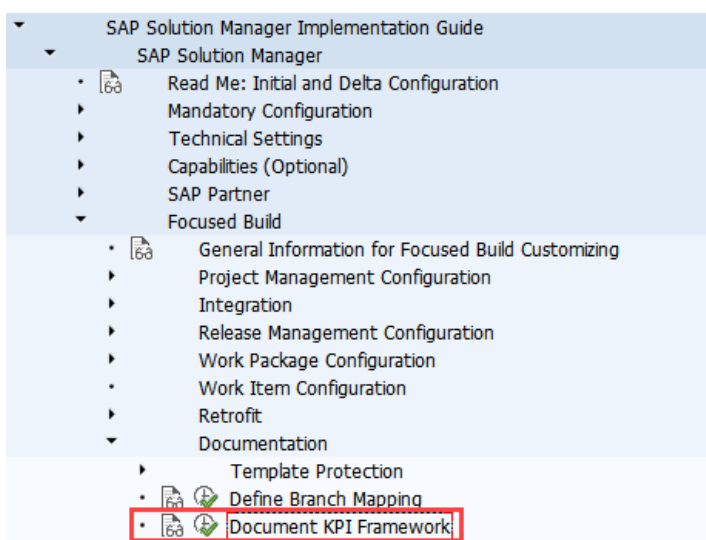 SAP Solution Manager Implementation Guide
SAP Solution Manager
Read Me: Initial and Delta Configuration
Mandatory Configuration
Technical Settings
Capabilities (Optional)
SAP Partner
Focused Build
General Information for Focused Build Customizing
Project Management Configuration
Integration
Release Management Configuration
Work Package Configuration
Work Item Configuration
Retrofit
Documentation
Template Protection
Define Branch Mapping
Document KPI Framework